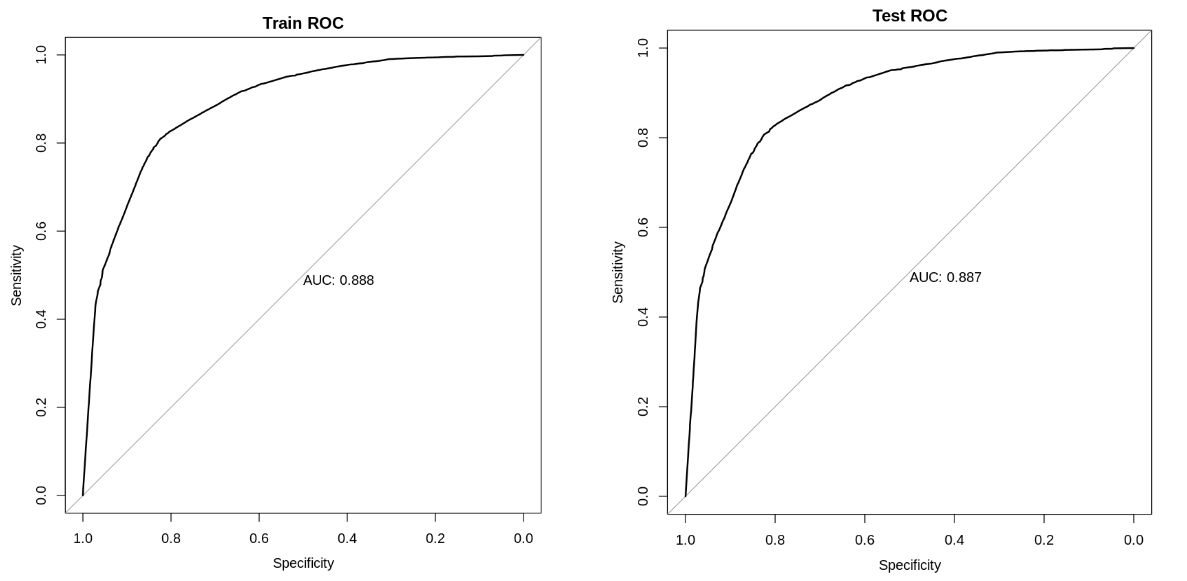 Train ROC
1.0
0.8
0.6
0.4
0.2
0.0
Sensitivity
AUC: 0.888
1.0 0.8 0.6 0.4 0.2 0.0
Specificity
Test ROC
1.0
0.8
0.6
0.4
0.2
0.0
Sensitivity
AUC: 0.887
1.0 0.8 0.6 0.4 0.2 0.0
Specificity